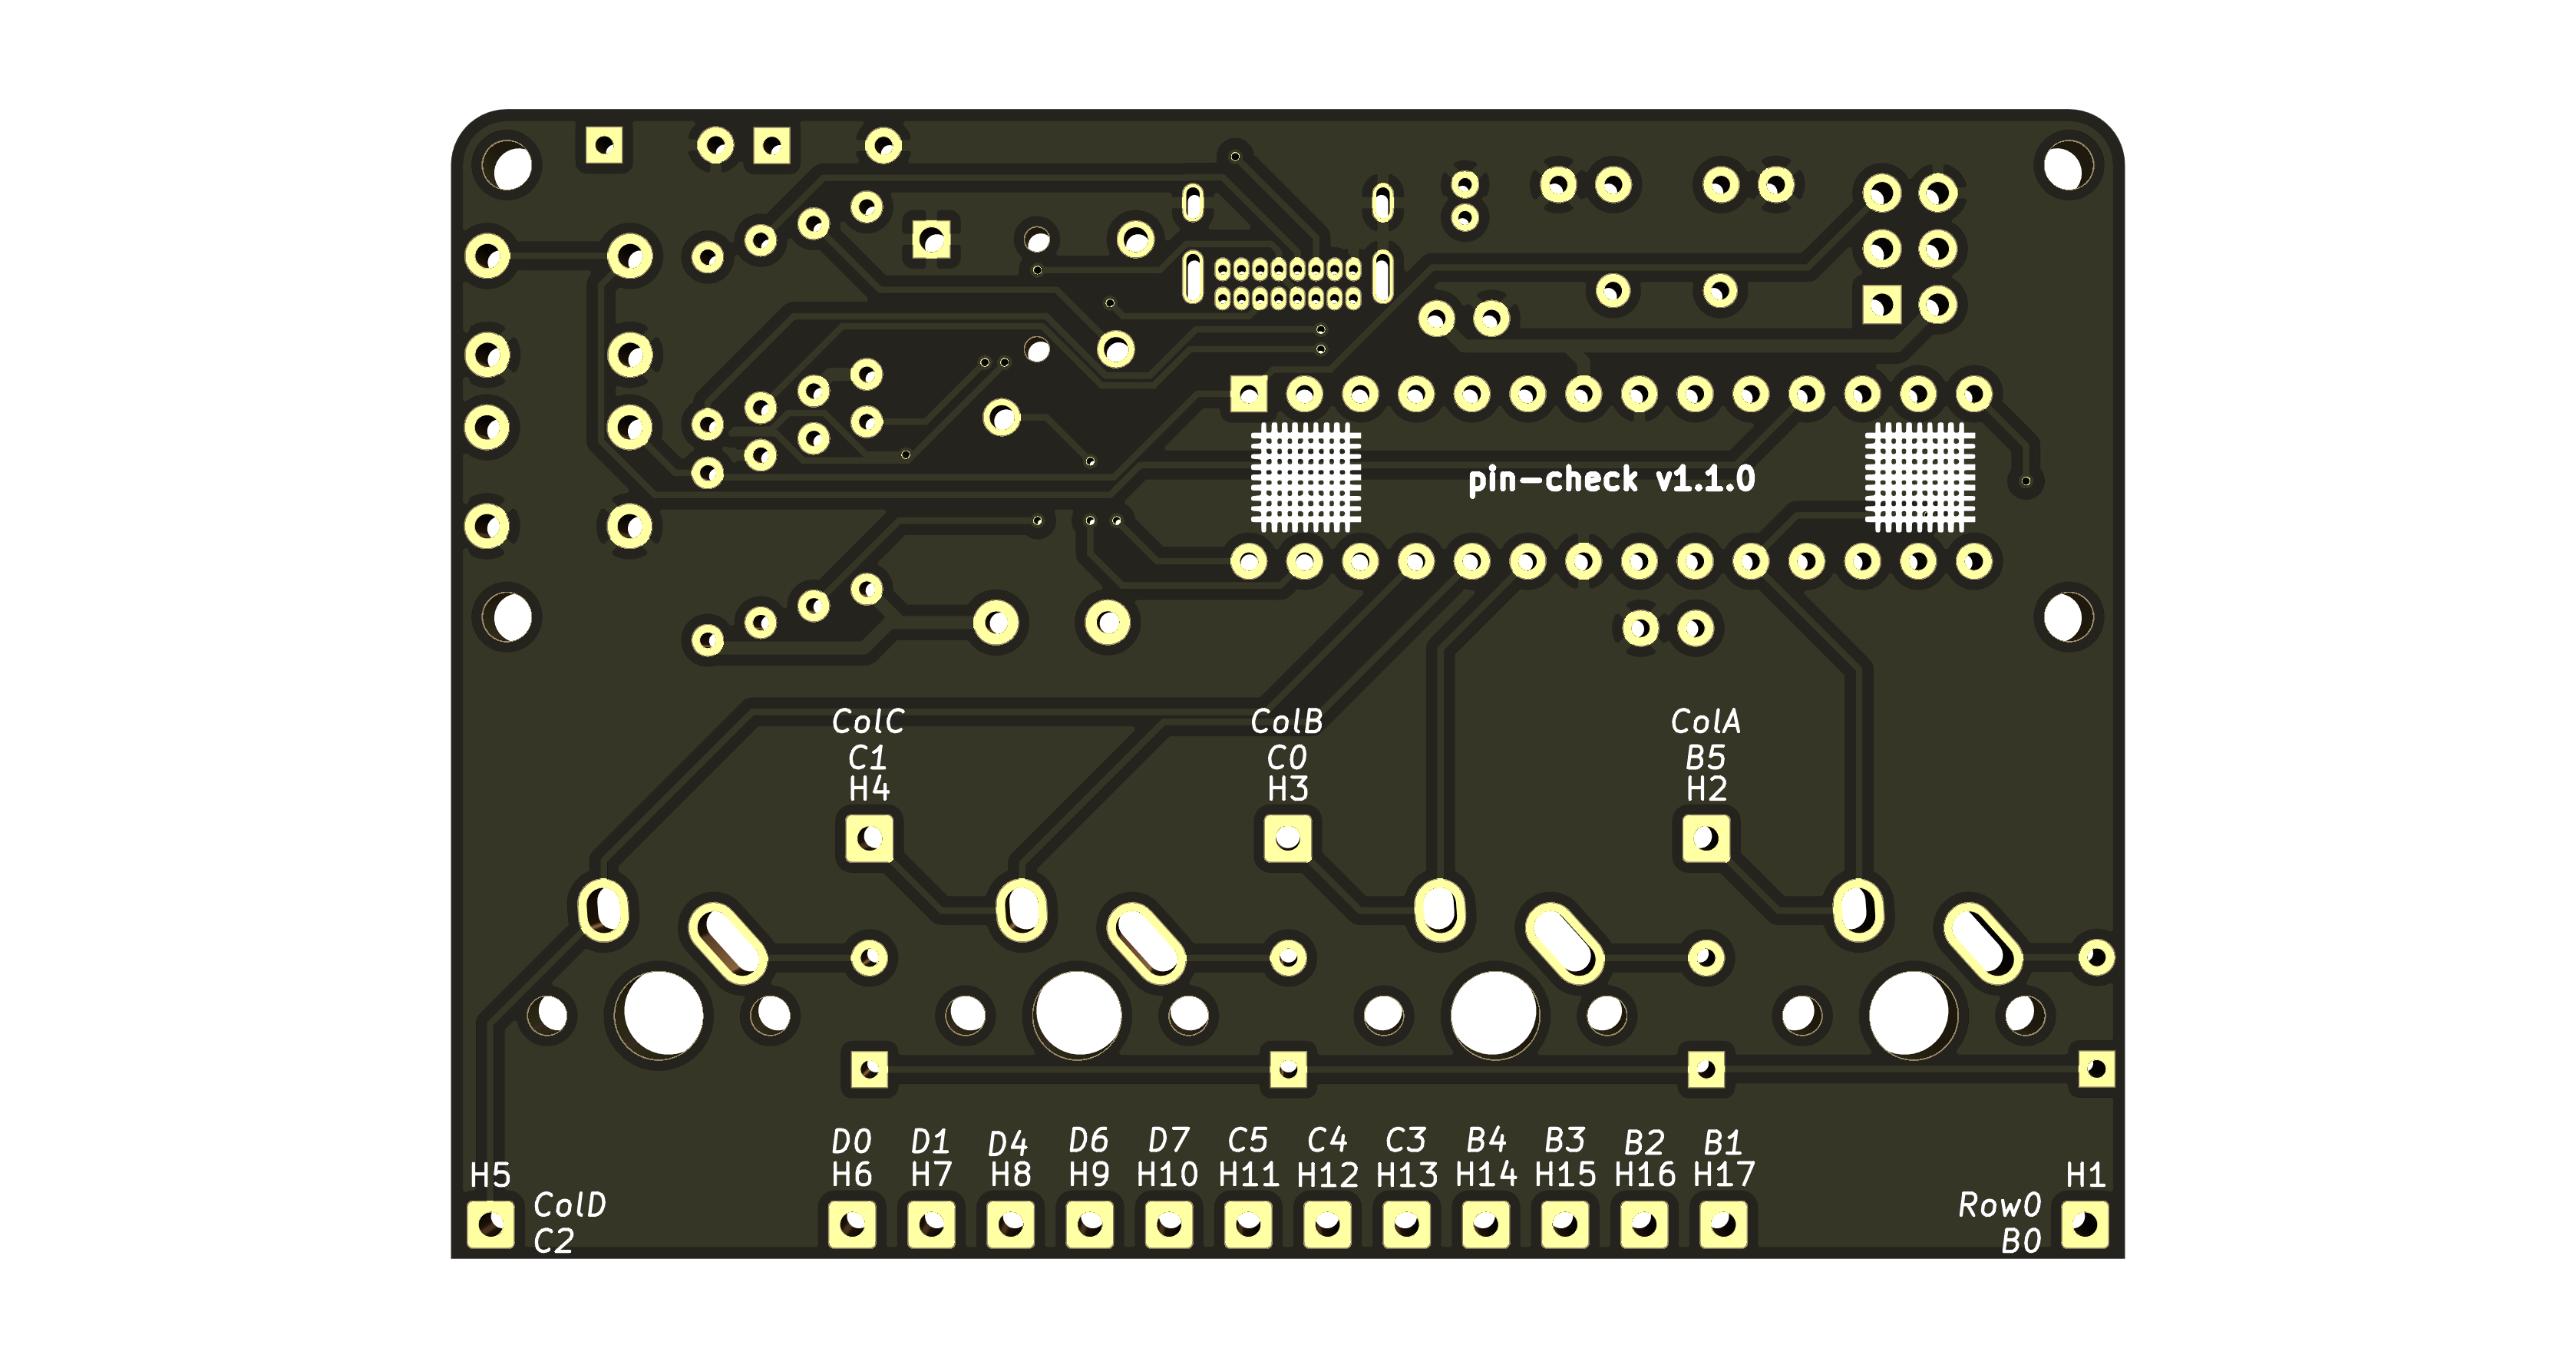 pin-check v1.1.0
ColC ColB ColA
C1 C0 B5
H4 H3 H2
D0 D1 D4 D6 D7 C5 C4 C3 B4 B3 B2 B1
H5 H6 H7 H8 H9 H10 H11 H12 H13 H14 H15 H16 H17 H1
ColD Row0
C2 B0